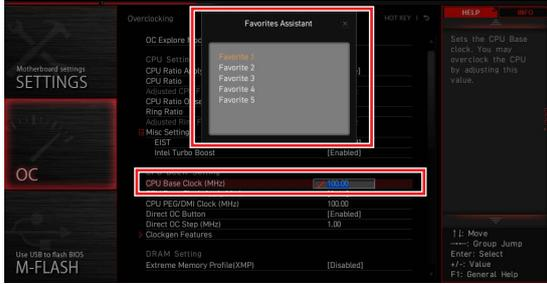 Overclocking
Favorites Assistant
×
HOT KEY
HELP
INFO
OC Explore Mode
CPU Setting
CPU Ratio Apply
CPU Ratio
CPU Ratio Offset
Ring Ratio
Misc Setting
EIST
Intel Turbo Boost
[Enabled]
Favorite 1
Favorite 2
Favorite 3
Favorite 4
Favorite 5
CPU Base Clock (MHz)
100.00
CPU PEG/DMI Clock (MHz)
100.00
Direct OC Button
[Enabled]
Direct OC Step (MHz)
1.00
Clockgen Features
DRAM Setting
Extreme Memory Profile(XMP)
[Disabled]
Motherboard settings
SETTINGS
OC
Use USB to flash BIOS
M-FLASH
Sets the CPU Base
clock. You may
overclock the CPU
by adjusting this
value.
↑↓: Move
→←: Group Jump
Enter: Select
+/-: Value
F1: General Help